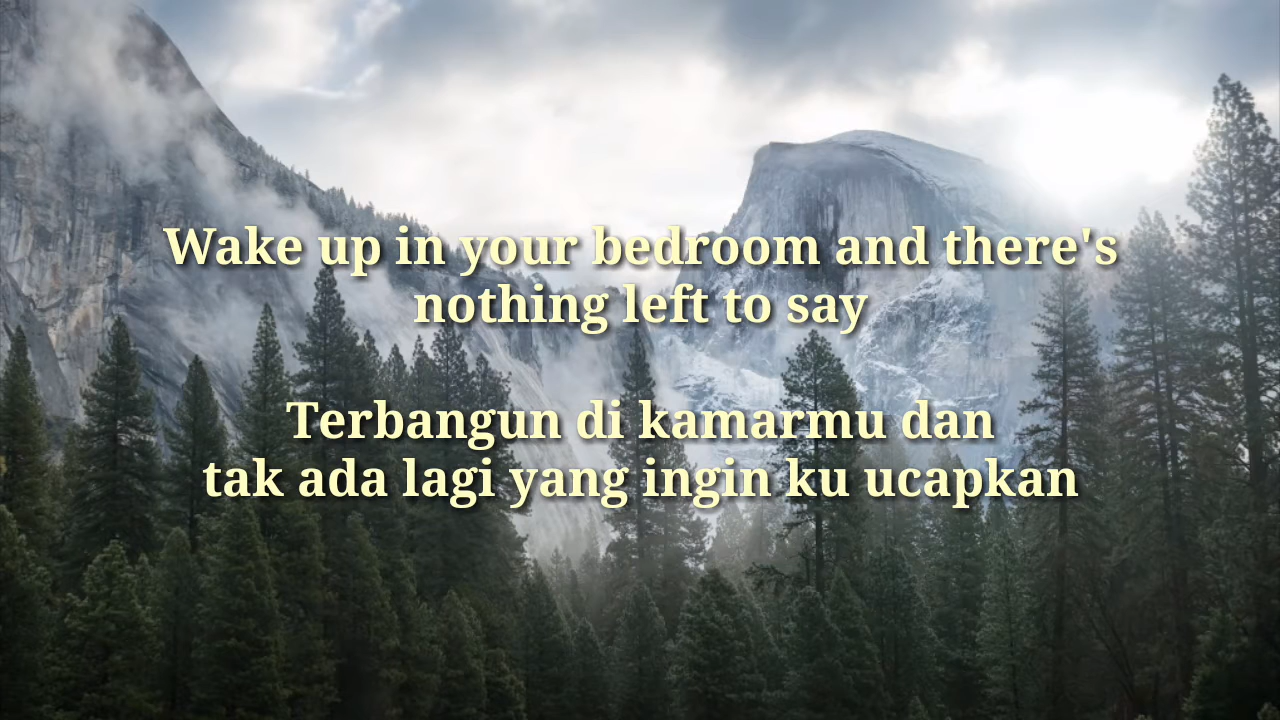 Wake up in your bedroom and there's
nothing left to say
Terbangun di kamarmu dan
tak ada lagi yang ingin ku ucapkan